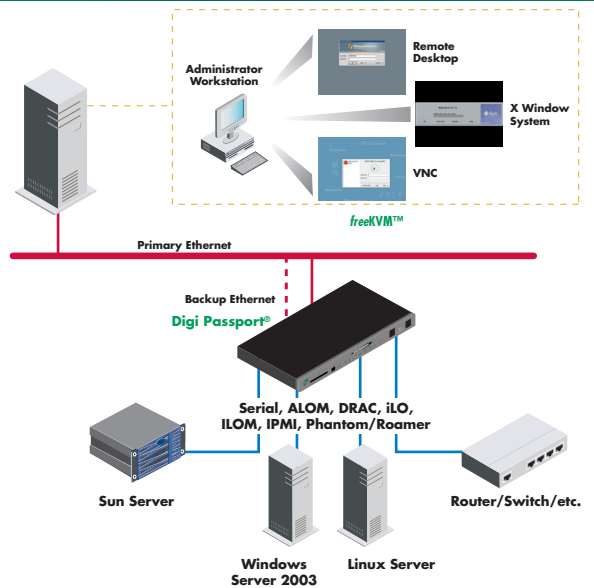 Administrator
Workstation
Remote
Desktop
X Window
System
VNC
freeKVM™
Primary Ethernet
Backup Ethernet
Digi Passport®
Serial, ALOM, DRAC, iLO,
ILOM, IPMI, Phantom/Roamer
Sun Server
Router/Switch/etc.
Windows
Server 2003
Linux Server